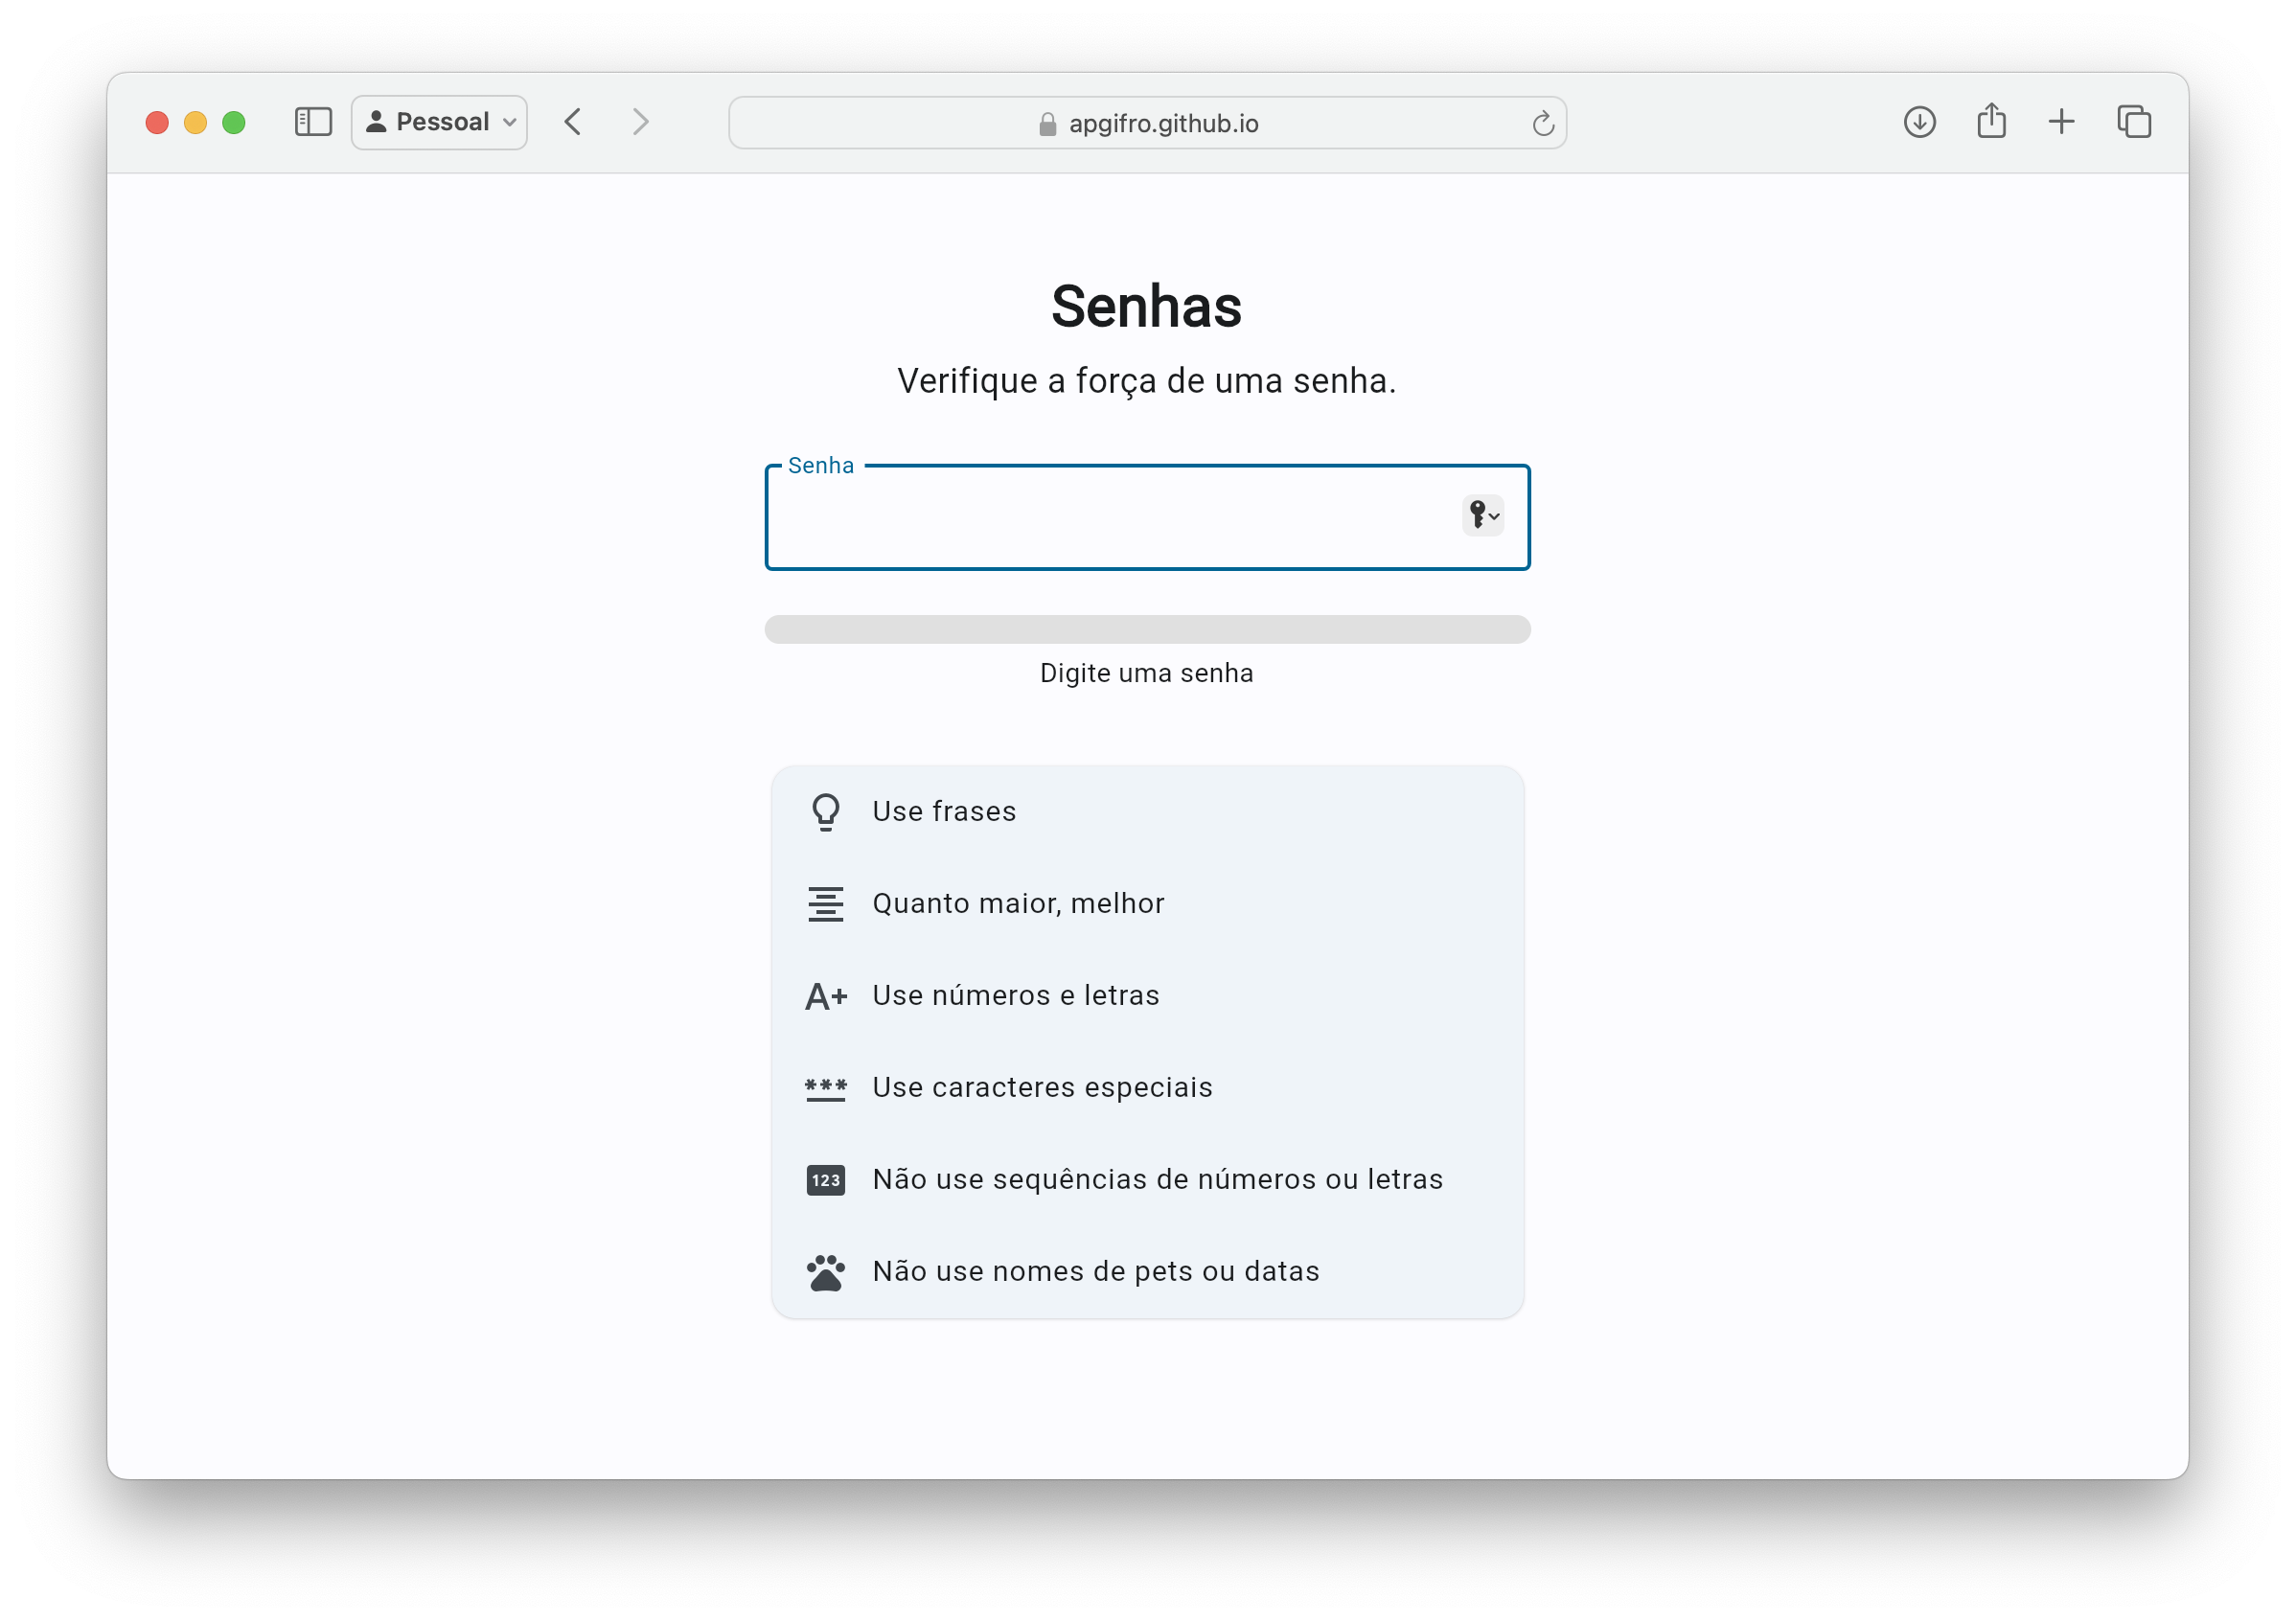 Pessoal
apgifro.github.io
Senhas
Verifique a força de uma senha.
Senha
Digite uma senha
Use frases
Quanto maior, melhor
A+ Use números e letras
*** Use caracteres especiais
123 Não use sequências de números ou letras
Não use nomes de pets ou datas